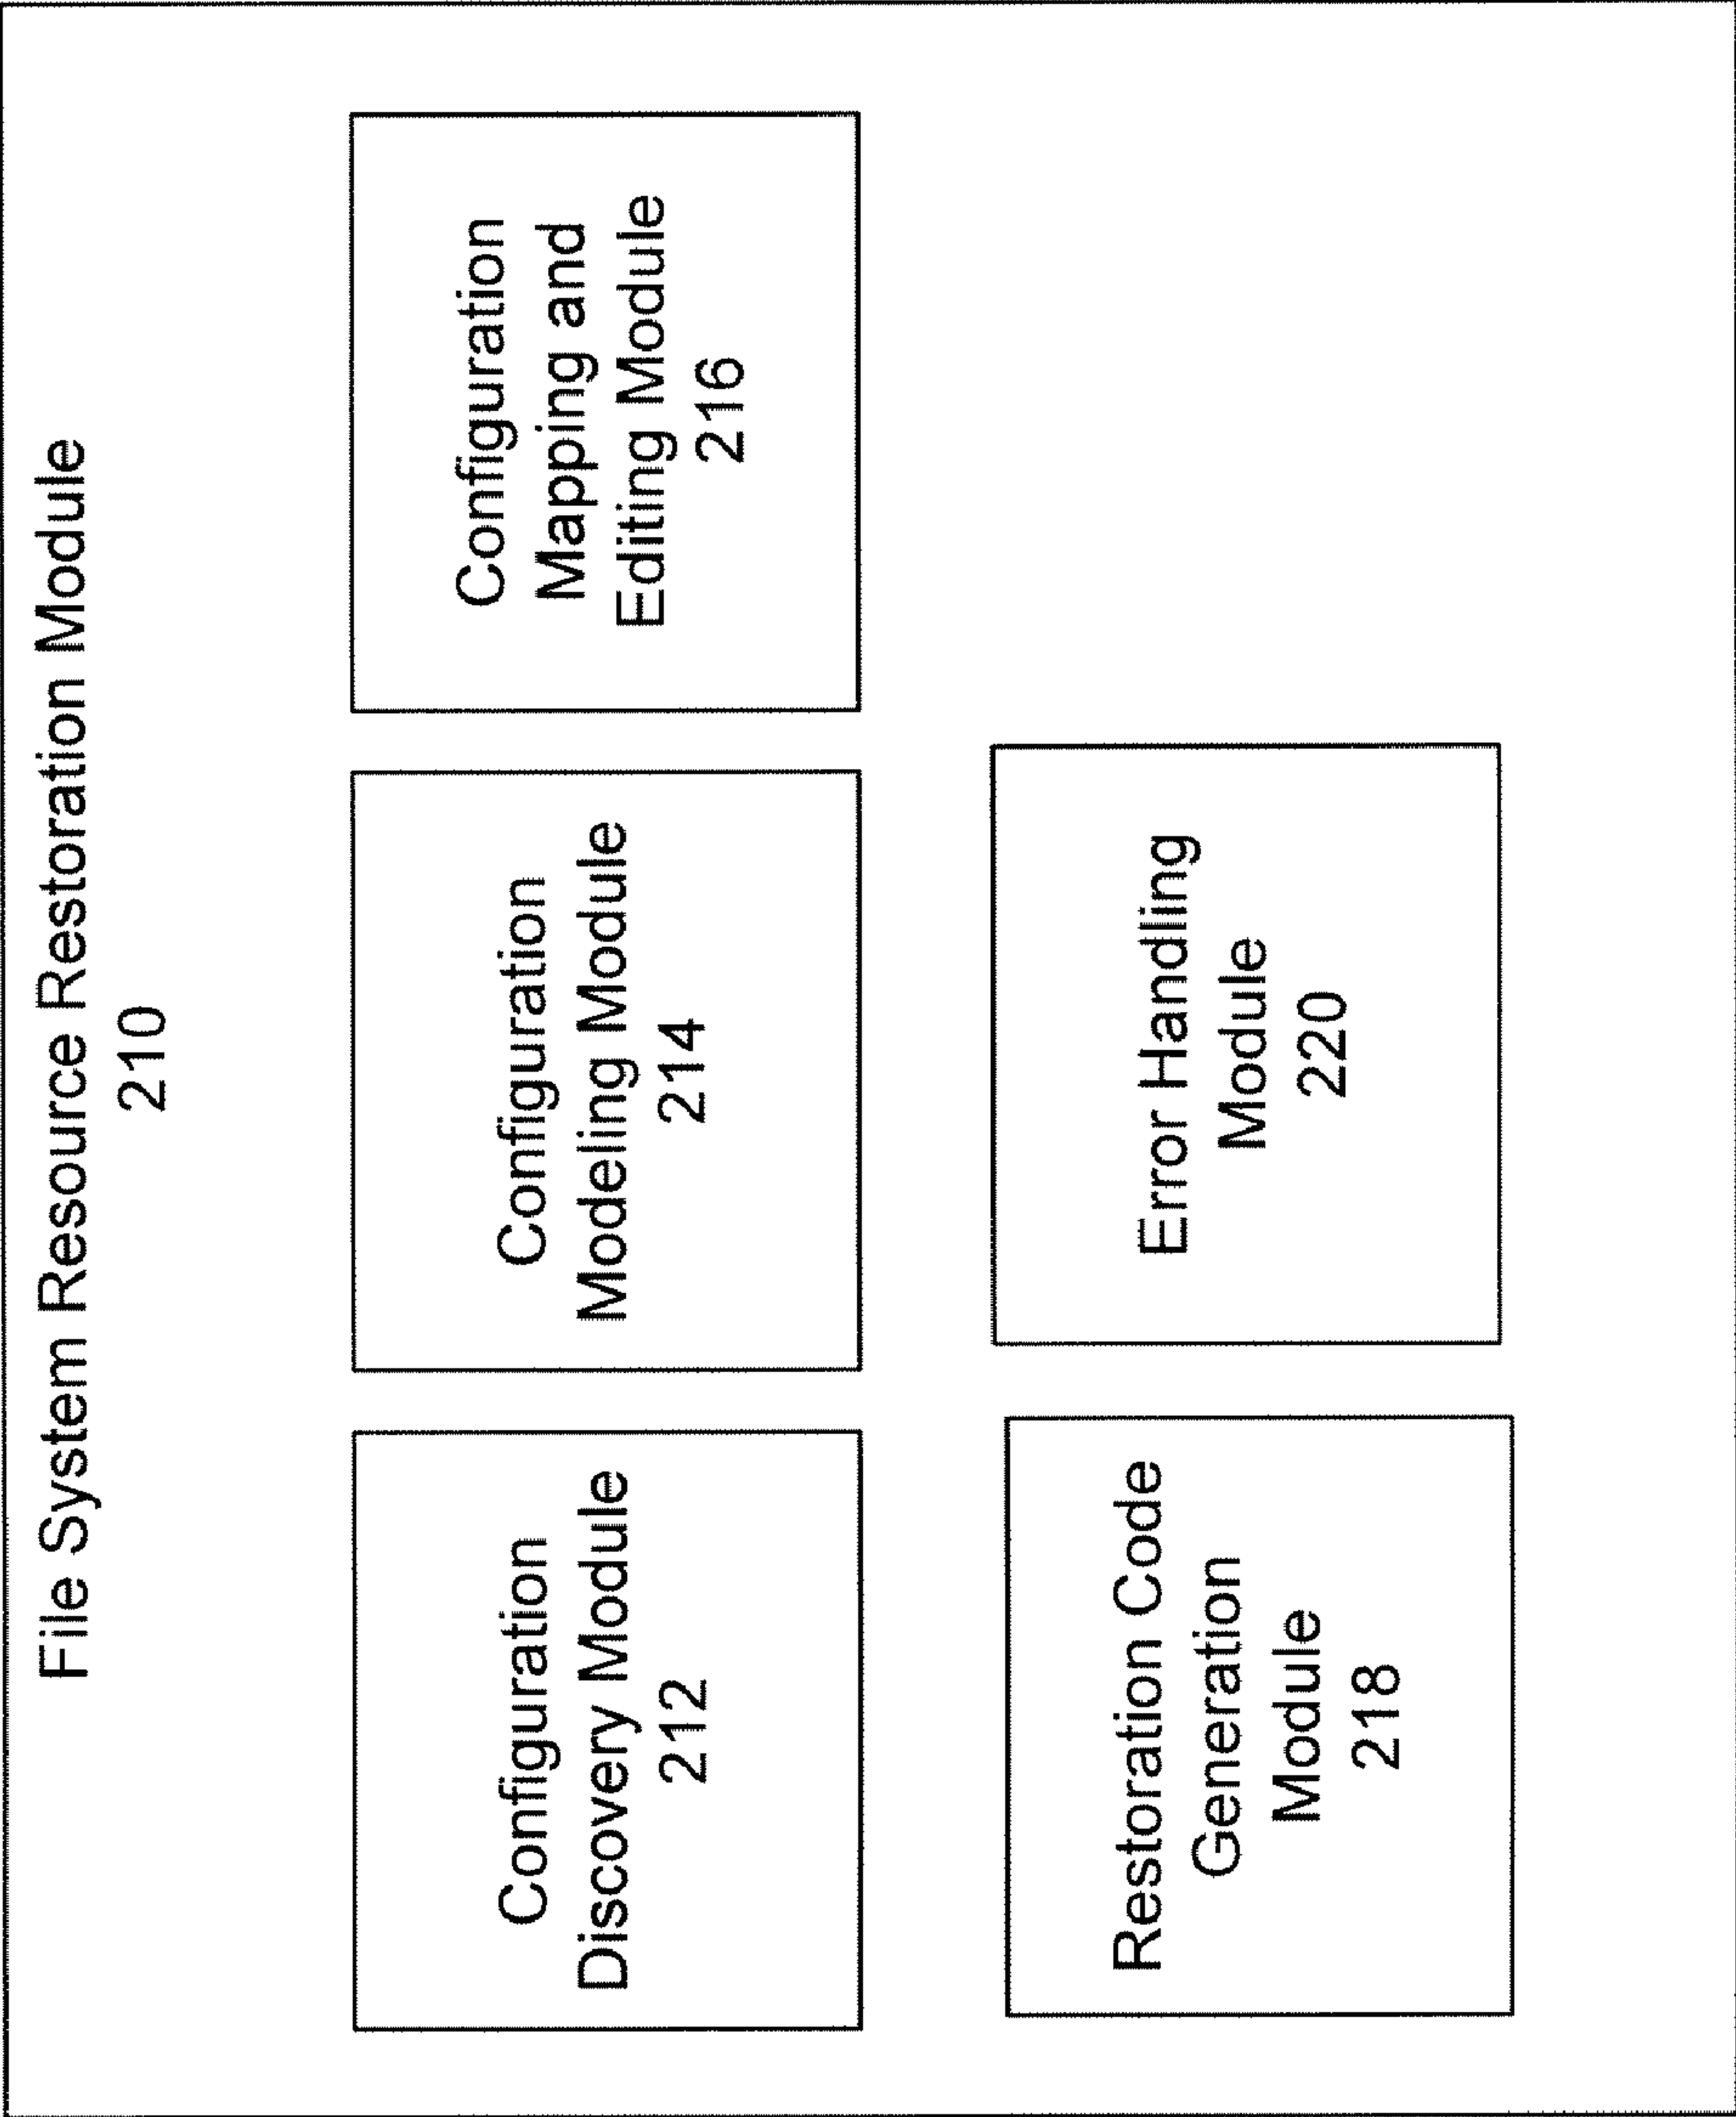 File System Resource Restoration Module
210
Configuration
Discovery Module
212
Configuration
Modeling Module
214
Configuration
Mapping and
Editing Module
216
Restoration Code
Generation
Module
218
Error Handling
Module
220